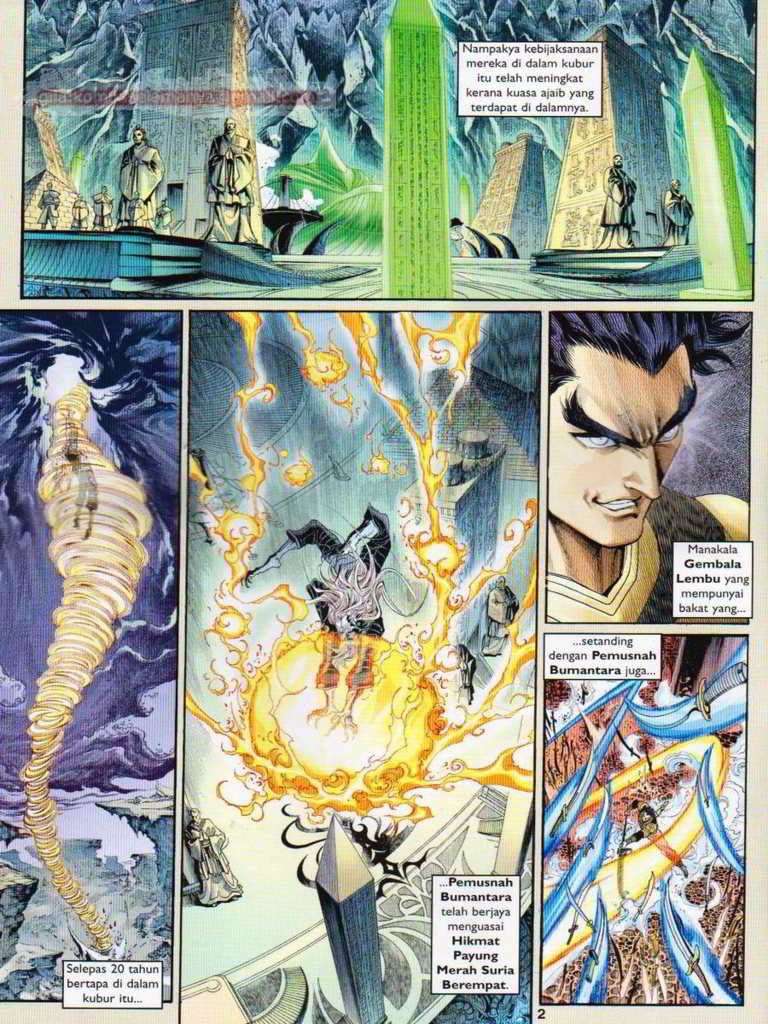 Nampakya kebijaksanaan
mereka di dalam kubur
itu telah meningkat
kerana kuasa ajaib yang
terdapat di dalamnya.
Selepas 20 tahun
bertapa di dalam
kubur itu...
...Pemusnah
Bumantara
telah berjaya
menguasai
Hikmat
Payung
Merah Suria
Berempat.
Manakala
Gembala
Lembu yang
mempunyai
bakat yang...
...setanding
dengan Pemusnah
Bumantara juga...
2